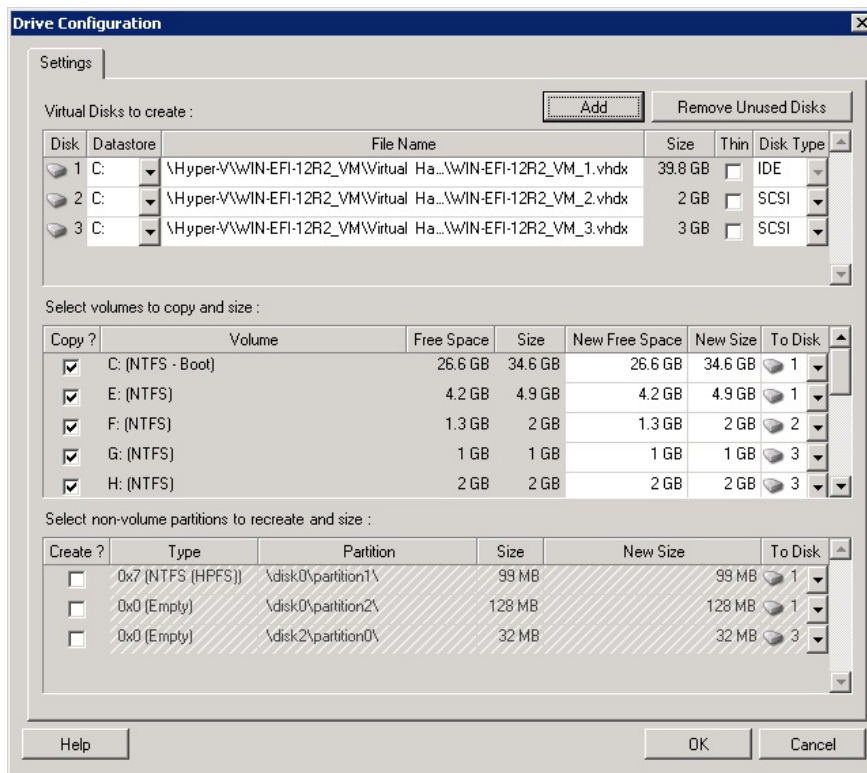 Drive Configuration
Settings
Virtual Disks to create : Add Remove Unused Disks
Disk Datastore File Name Size Thin Disk Type
1 C: \Hyper-V\WIN-EFI-12R2_VM\Virtual Ha...\WIN-EFI-12R2_VM_1.vhdx 39.8 GB IDE
2 C: \Hyper-V\WIN-EFI-12R2_VM\Virtual Ha...\WIN-EFI-12R2_VM_2.vhdx 2 GB SCSI
3 C: \Hyper-V\WIN-EFI-12R2_VM\Virtual Ha...\WIN-EFI-12R2_VM_3.vhdx 3 GB SCSI
Select volumes to copy and size :
Copy ? Volume Free Space Size New Free Space New Size To Disk
C: (NTFS - Boot) 26.6 GB 34.6 GB 26.6 GB 34.6 GB 1
E: (NTFS) 4.2 GB 4.9 GB 4.2 GB 4.9 GB 1
F: (NTFS) 1.3 GB 2 GB 1.3 GB 2 GB 2
G: (NTFS) 1 GB 1 GB 1 GB 1 GB 3
H: (NTFS) 2 GB 2 GB 2 GB 2 GB 3
Select non-volume partitions to recreate and size :
Create ? Type Partition Size New Size To Disk
0x7 (NTFS (HPFS)) \disk0\partition1\ 99 MB 99 MB 1
0x0 (Empty) \disk0\partition2\ 128 MB 128 MB 1
0x0 (Empty) \disk2\partition0\ 32 MB 32 MB 3
Help OK Cancel